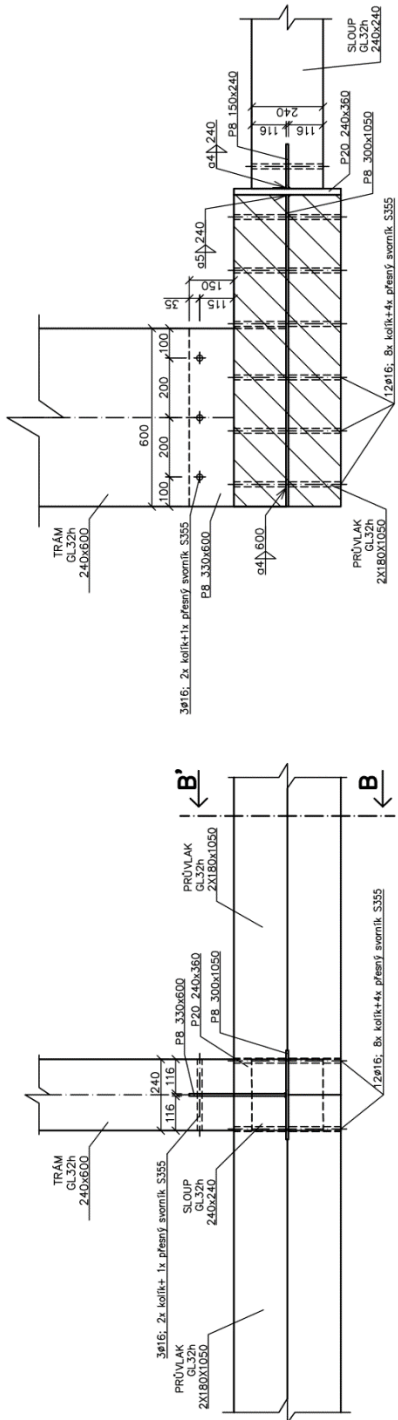 TRÁM
GL32h
240x600
240
116
116
3ø16; 2x kolík+ 1x přesný svorník S355
P8 330x600
P20 240x360
P8 300x1050
SLOUP
GL32h
240x240
PRŮVLAK
GL32h
2X180X1050
PRŮVLAK
GL32h
2X180x1050
B'
B
12ø16; 8x kolík+4x přesný svorník S355
TRÁM
GL32h
240x600
600
100
200
200
100
35
115
150
3ø16; 2x kolík+1x přesný svorník S355
P8 330x600
a4 600
PRŮVLAK
GL32h
2X180X1050
a5 240
a4 240
P8 150x240
240
116
116
SLOUP
GL32h
240x240
P20 240x360
P8 300x1050
12ø16; 8x kolík+4x přesný svorník S355